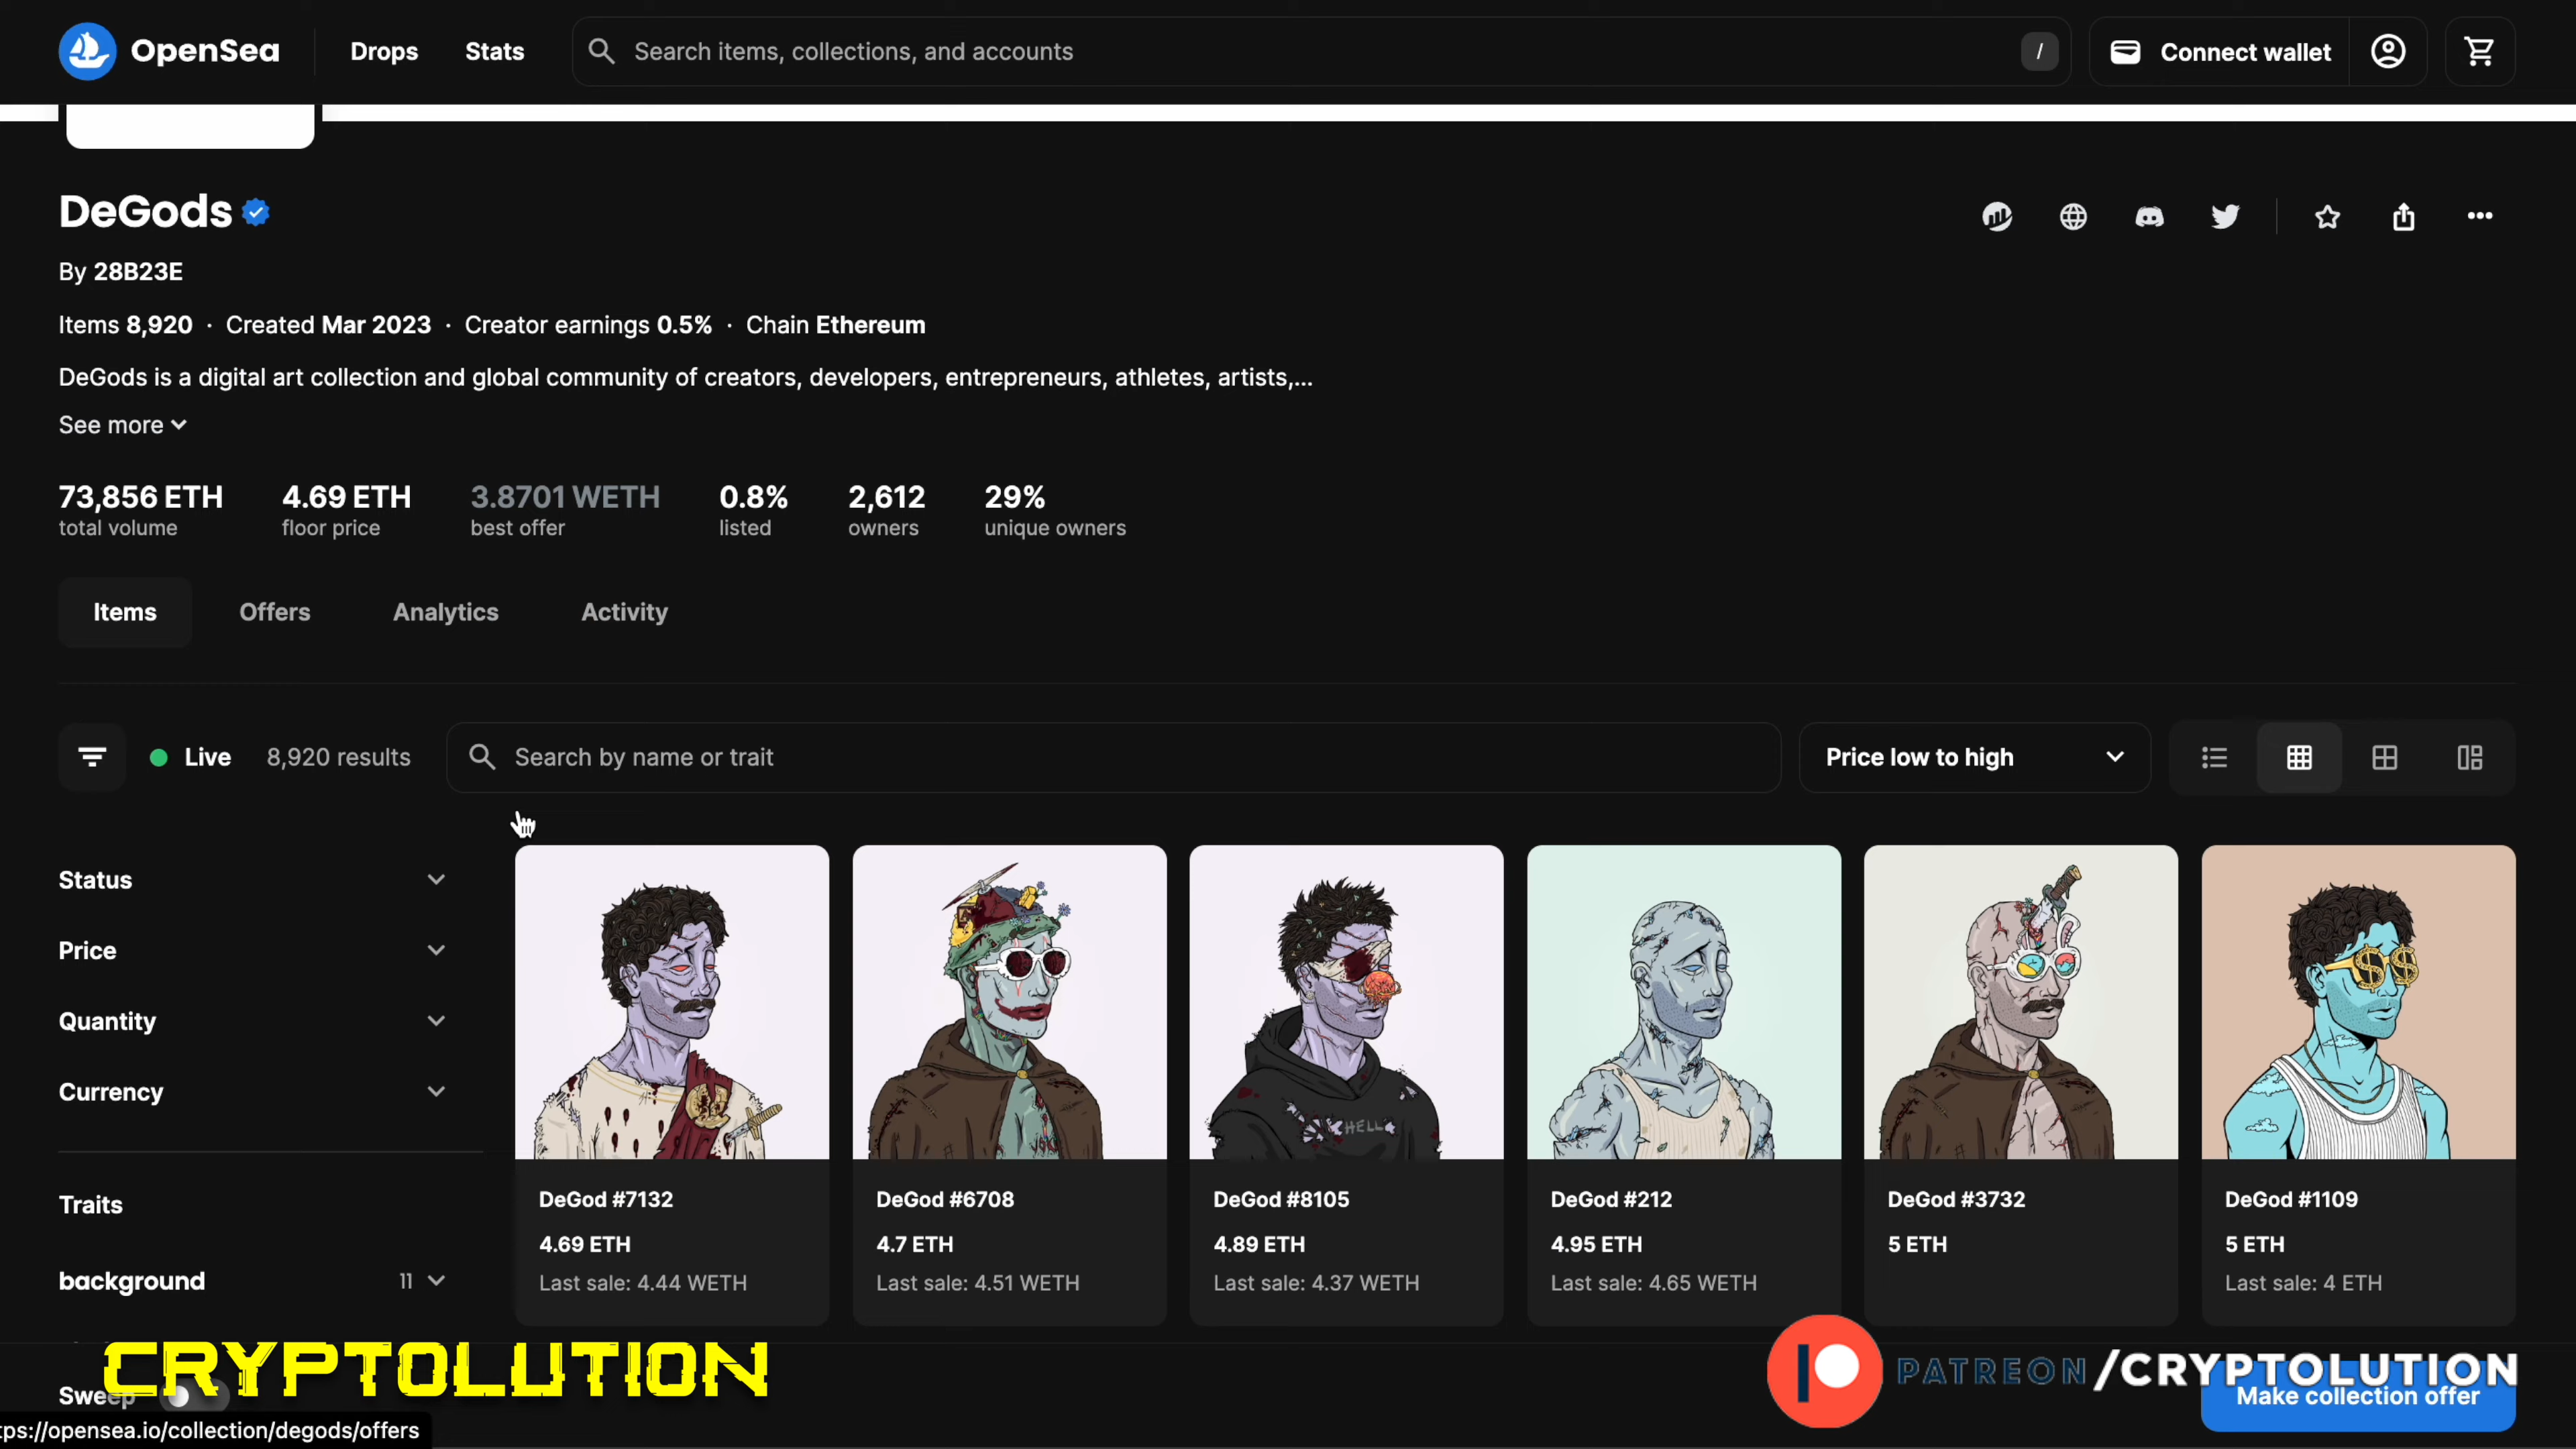 OpenSea
Drops
Stats
Search items, collections, and accounts
/
Connect wallet
DeGods
By 28B23E
Items 8,920 · Created Mar 2023 · Creator earnings 0.5% · Chain Ethereum
DeGods is a digital art collection and global community of creators, developers, entrepreneurs, athletes, artists,...
See more
73,856 ETH
total volume
4.69 ETH
floor price
3.8701 WETH
best offer
0.8%
listed
2,612
owners
29%
unique owners
Items
Offers
Analytics
Activity
Live
8,920 results
Search by name or trait
Price low to high
Status
Price
Quantity
Currency
Traits
background
11
HELL
DeGod #7132
4.69 ETH
Last sale: 4.44 WETH
DeGod #6708
4.7 ETH
Last sale: 4.51 WETH
DeGod #8105
4.89 ETH
Last sale: 4.37 WETH
DeGod #212
4.95 ETH
Last sale: 4.65 WETH
DeGod #3732
5 ETH
DeGod #1109
5 ETH
Last sale: 4 ETH
CRYPTOLUTION
Sweep
PATREON/CRYPTOLUTION
Make collection offer
tps://opensea.io/collection/degods/offers